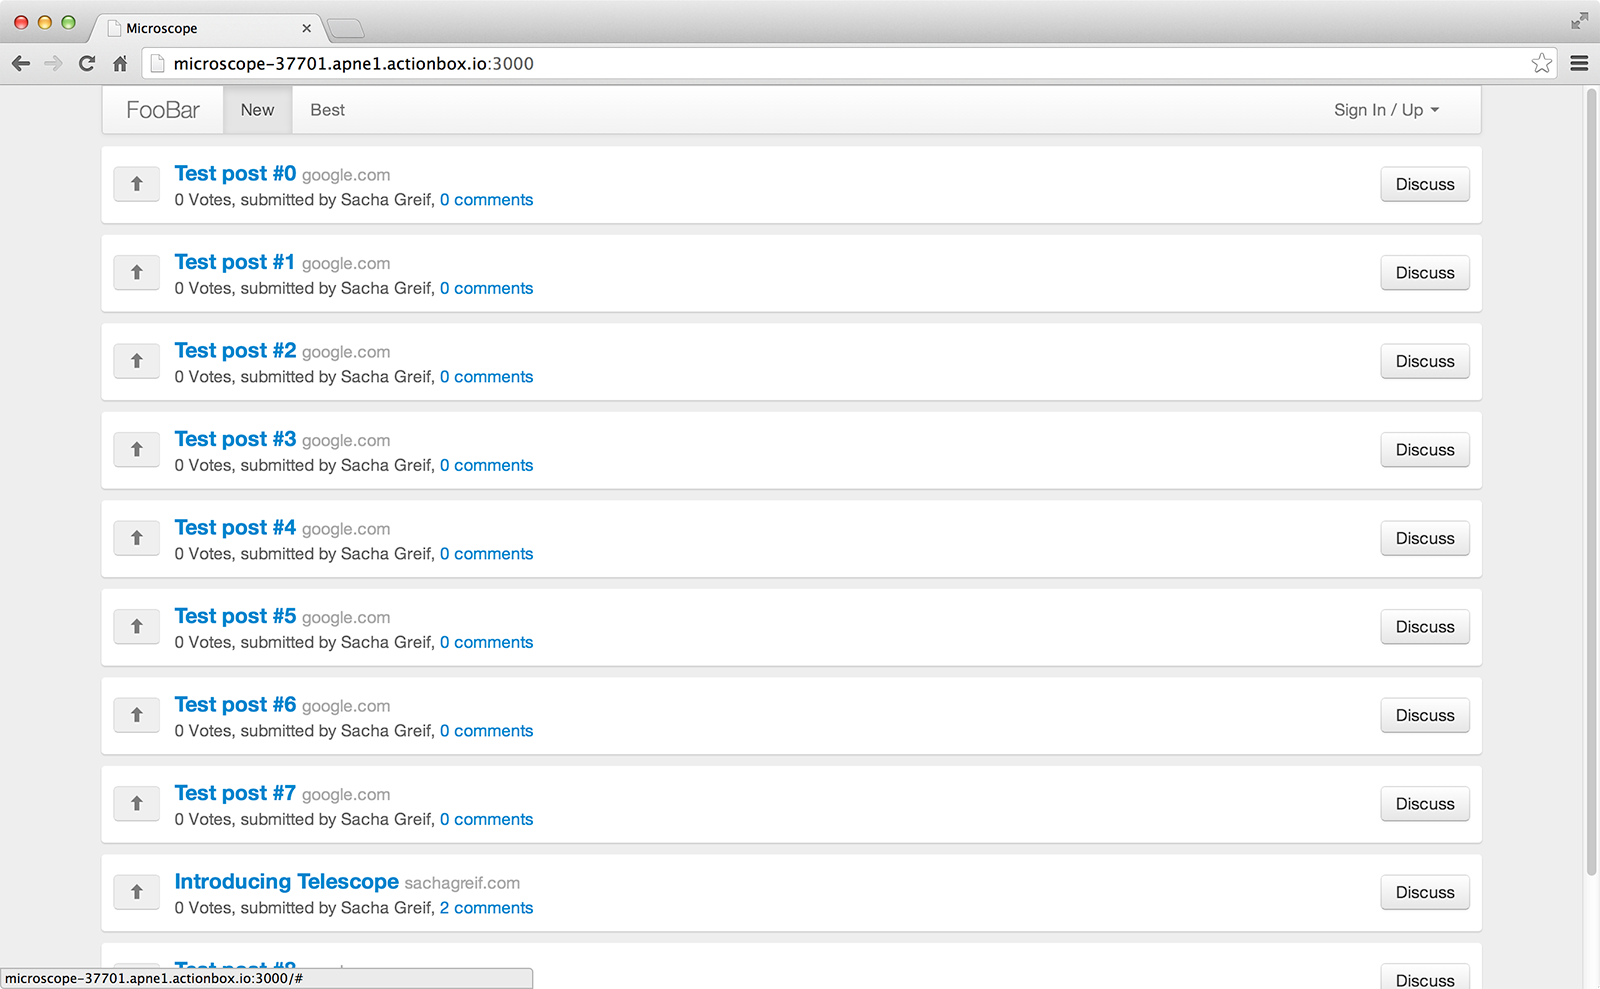 Microscope
microscope-37701.apne1.actionbox.io:3000
FooBar New Best Sign In / Up
Test post #0 google.com
0 Votes, submitted by Sacha Greif, 0 comments
Discuss
Test post #1 google.com
0 Votes, submitted by Sacha Greif, 0 comments
Discuss
Test post #2 google.com
0 Votes, submitted by Sacha Greif, 0 comments
Discuss
Test post #3 google.com
0 Votes, submitted by Sacha Greif, 0 comments
Discuss
Test post #4 google.com
0 Votes, submitted by Sacha Greif, 0 comments
Discuss
Test post #5 google.com
0 Votes, submitted by Sacha Greif, 0 comments
Discuss
Test post #6 google.com
0 Votes, submitted by Sacha Greif, 0 comments
Discuss
Test post #7 google.com
0 Votes, submitted by Sacha Greif, 0 comments
Discuss
Introducing Telescope sachagreif.com
0 Votes, submitted by Sacha Greif, 2 comments
Discuss
Test post #8
Discuss
microscope-37701.apne1.actionbox.io:3000/#